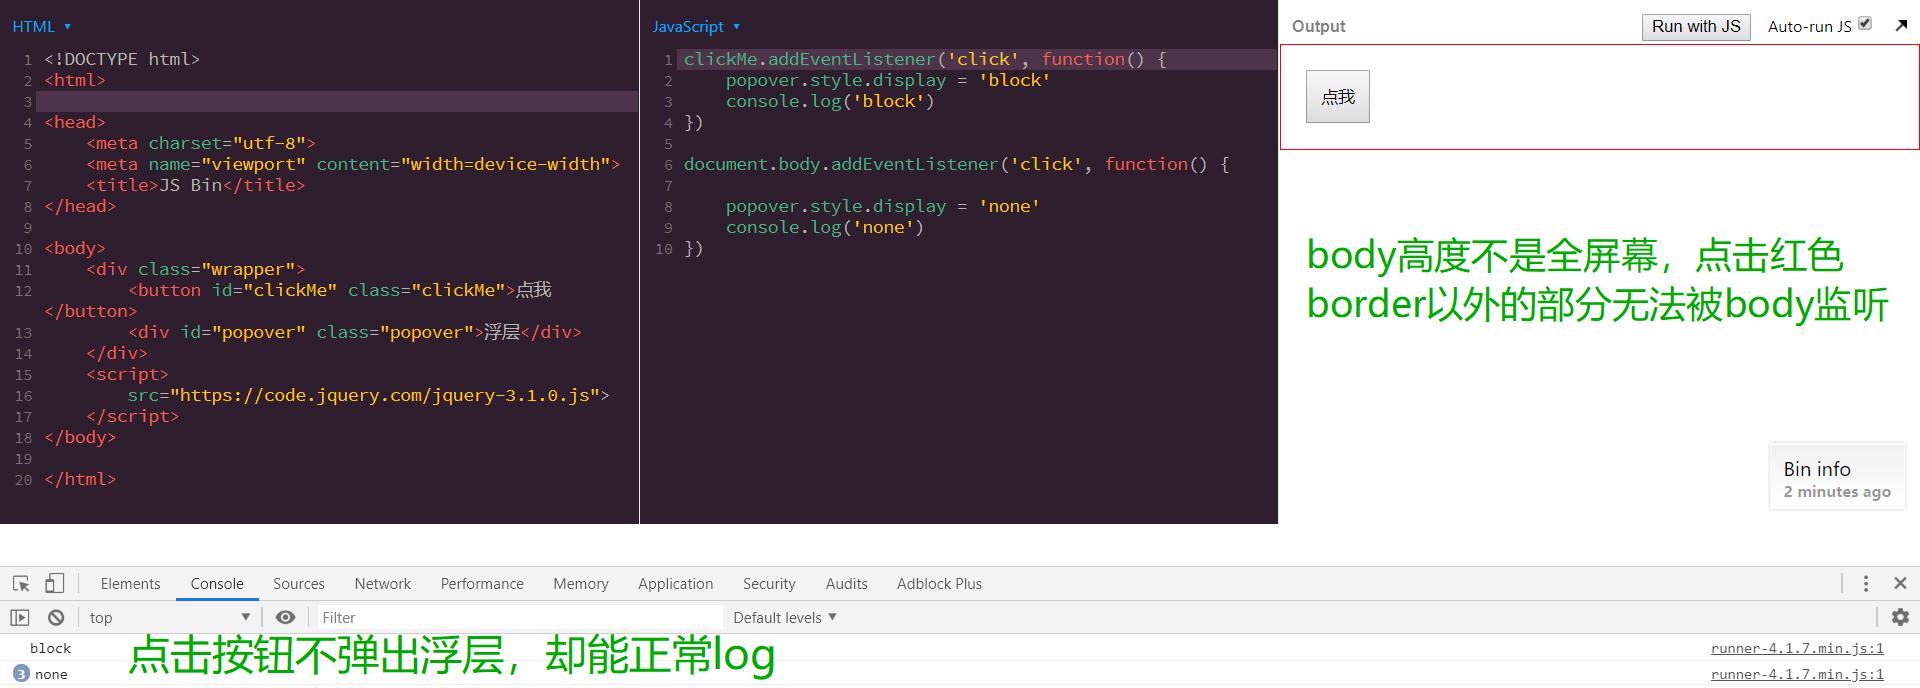 HTML ▾
1 <!DOCTYPE html>
2 <html>
3
4 <head>
5     <meta charset="utf-8">
6     <meta name="viewport" content="width=device-width">
7     <title>JS Bin</title>
8 </head>
9
10 <body>
11     <div class="wrapper">
12         <button id="clickMe" class="clickMe">点我
</button>
13         <div id="popover" class="popover">浮层</div>
14     </div>
15     <script>
16         src="https://code.jquery.com/jquery-3.1.0.js">
17     </script>
18 </body>
19
20 </html>
JavaScript ▾
1 clickMe.addEventListener('click', function() {
2     popover.style.display = 'block'
3     console.log('block')
4 })
5
6 document.body.addEventListener('click', function() {
7
8     popover.style.display = 'none'
9     console.log('none')
10 })
Output
Run with JS
Auto-run JS
点我
body高度不是全屏幕，点击红色
border以外的部分无法被body监听
Bin info
2 minutes ago
Elements Console Sources Network Performance Memory Application Security Audits Adblock Plus
top ▼ Filter Default levels ▼
block runner-4.1.7.min.js:1
点击按钮不弹出浮层，却能正常log
3 none runner-4.1.7.min.js:1